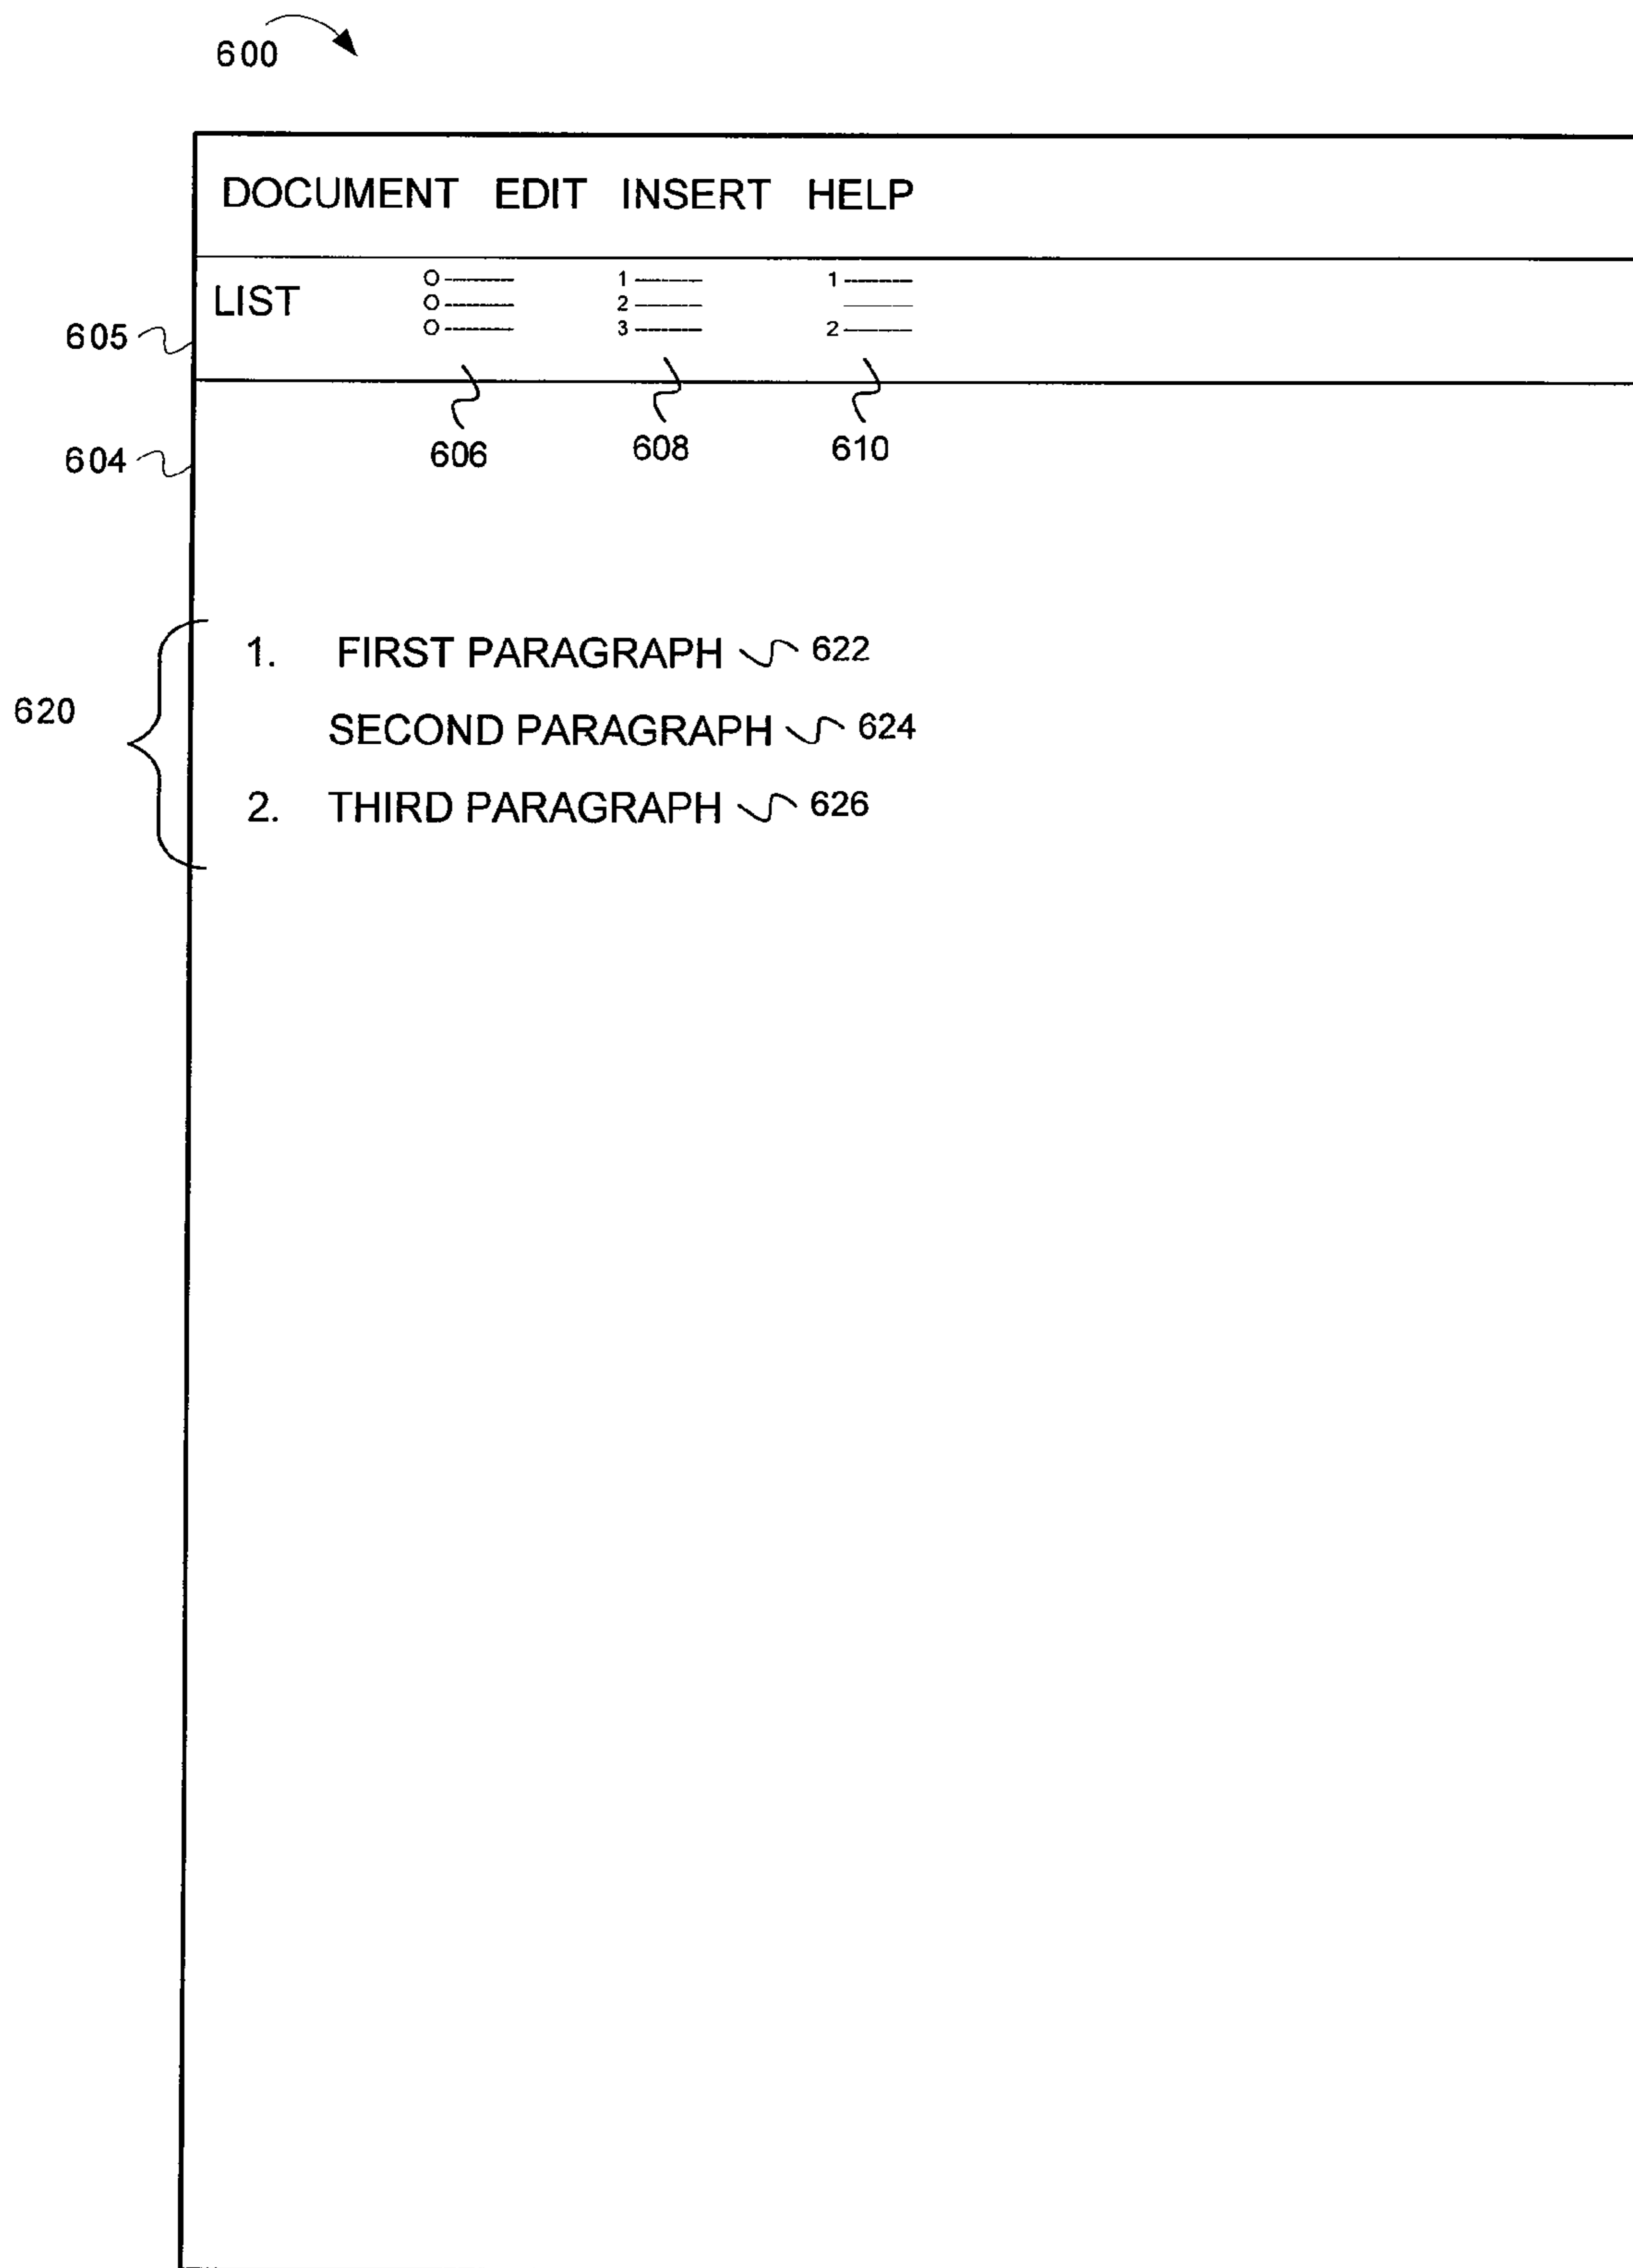 600
DOCUMENT EDIT INSERT HELP
LIST
1
2
3
1
2
605
606
608
610
604
1. FIRST PARAGRAPH 622
620
SECOND PARAGRAPH 624
2. THIRD PARAGRAPH 626